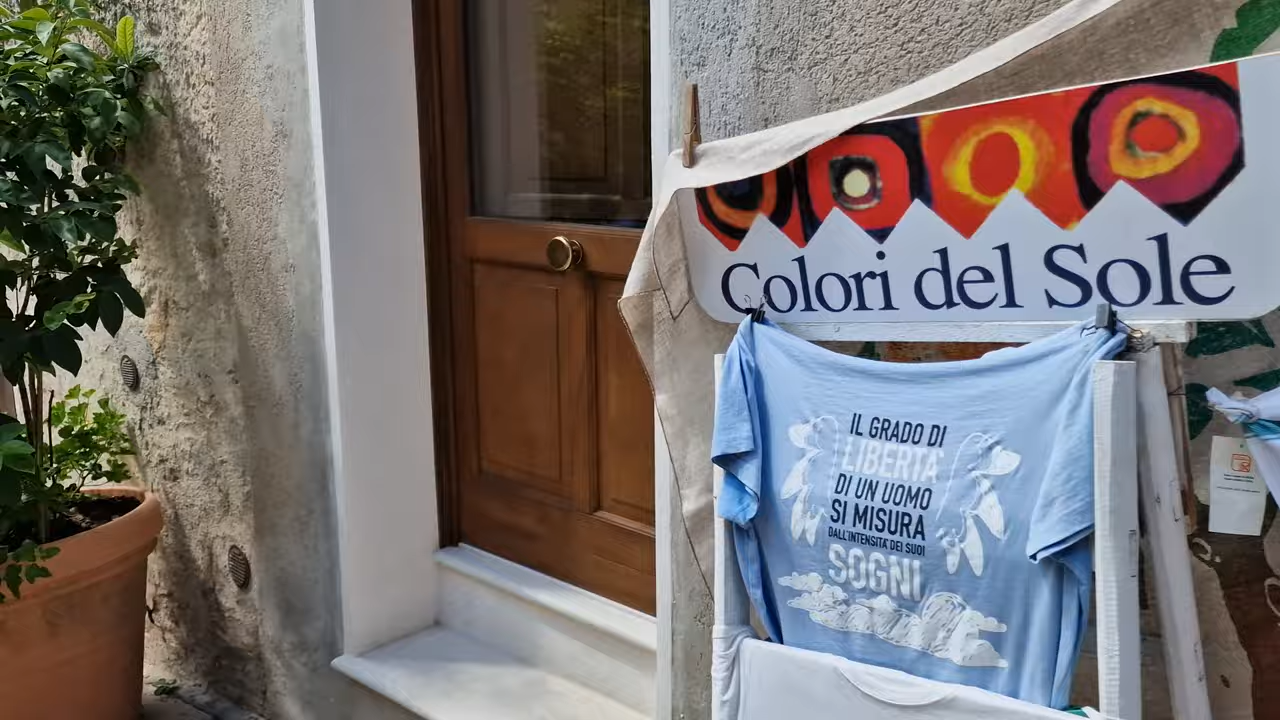 Colori del Sole
IL GRADO DI
LIBERTÀ
DI UN UOMO
SI MISURA
DALL'INTENSITÀ DEI SUOI
SOGNI